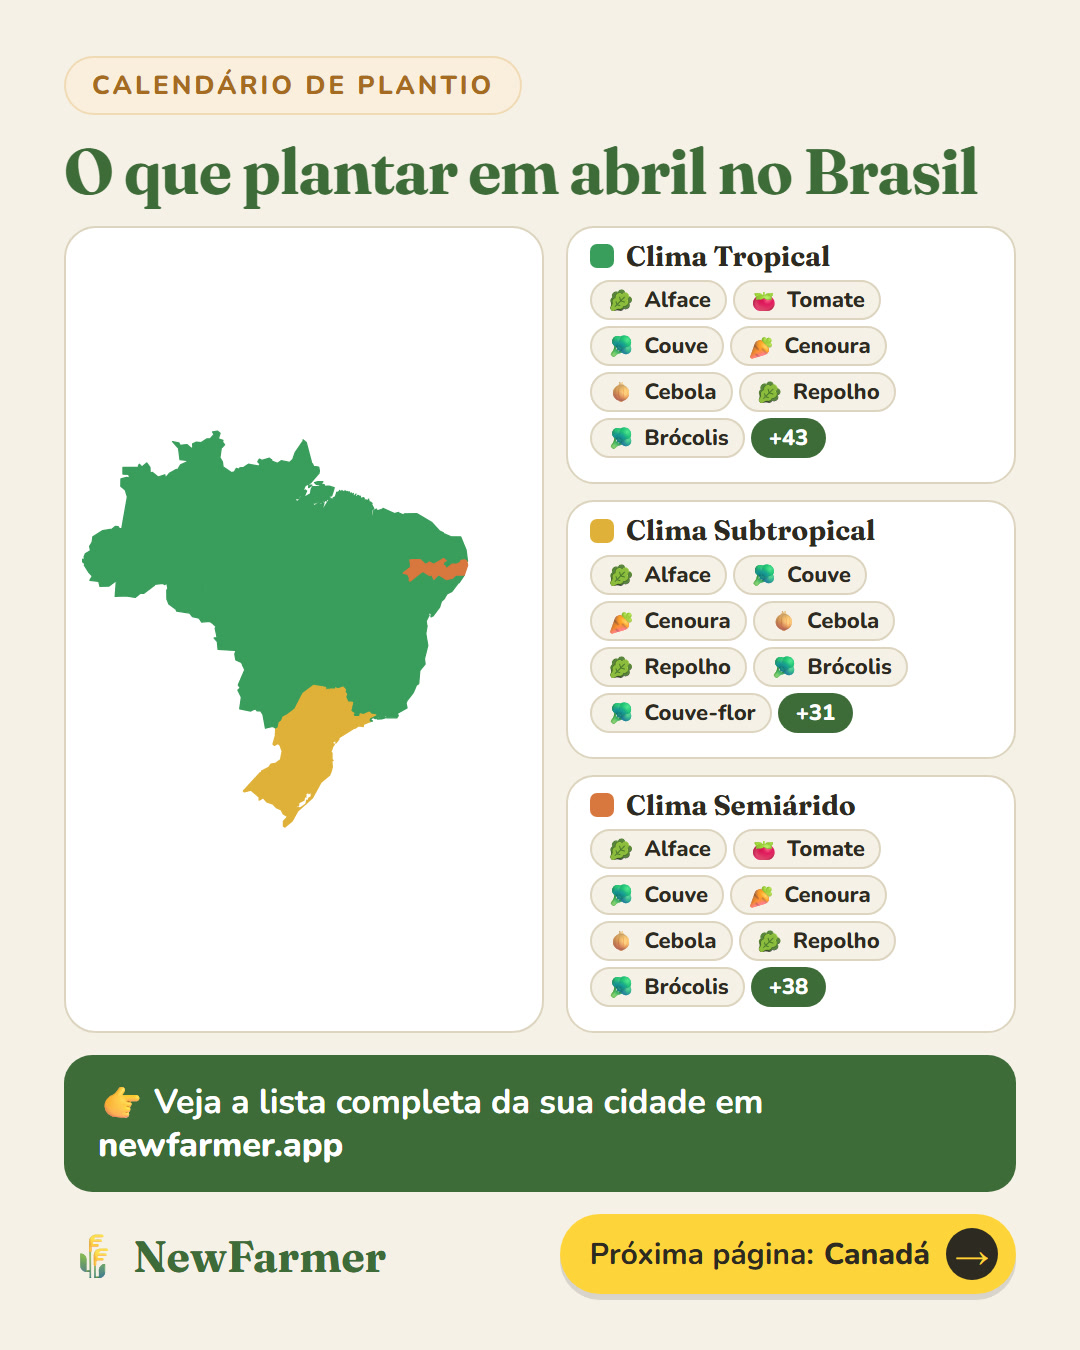 CALENDÁRIO DE PLANTIO
O que plantar em abril no Brasil
Clima Tropical
Alface Tomate
Couve Cenoura
Cebola Repolho
Brócolis +43
Clima Subtropical
Alface Couve
Cenoura Cebola
Repolho Brócolis
Couve-flor +31
Clima Semiárido
Alface Tomate
Couve Cenoura
Cebola Repolho
Brócolis +38
👉 Veja a lista completa da sua cidade em
newfarmer.app
NewFarmer
Próxima página: Canadá →